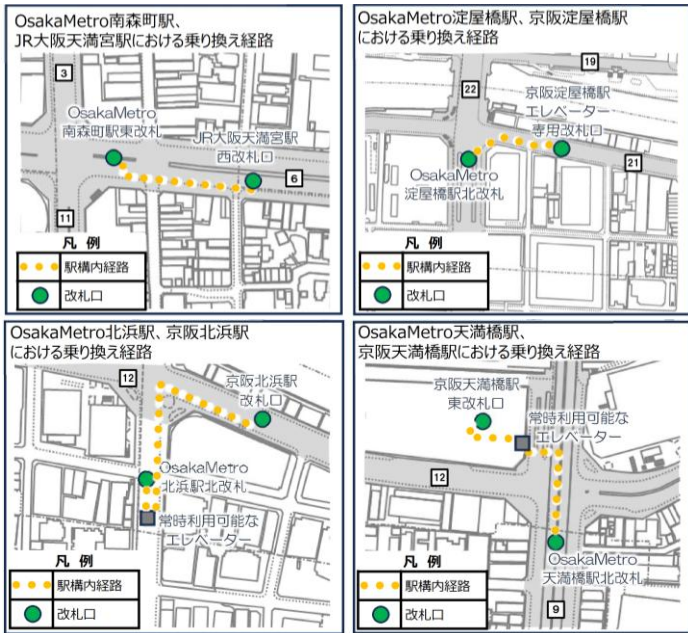 OsakaMetro南森町駅、
JR大阪天満宮駅における乗り換え経路
3
OsakaMetro
南森町駅東改札
JR大阪天満宮駅
西改札口
6
11
凡 例
駅構内経路
改札口
OsakaMetro淀屋橋駅、京阪淀屋橋駅
における乗り換え経路
19
22
京阪淀屋橋駅
エレベーター
専用改札口
21
OsakaMetro
淀屋橋駅北改札
凡 例
駅構内経路
改札口
OsakaMetro北浜駅、京阪北浜駅
における乗り換え経路
12
京阪北浜駅
改札口
OsakaMetro
北浜駅北改札
常時利用可能な
エレベーター
凡 例
駅構内経路
改札口
OsakaMetro天満橋駅、
京阪天満橋駅における乗り換え経路
京阪天満橋駅
東改札口
常時利用可能な
エレベーター
12
OsakaMetro
天満橋駅北改札
9
凡 例
駅構内経路
改札口